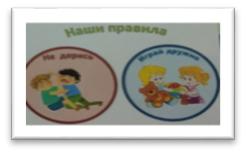 Наши правила
Не дерись
Играй дружно